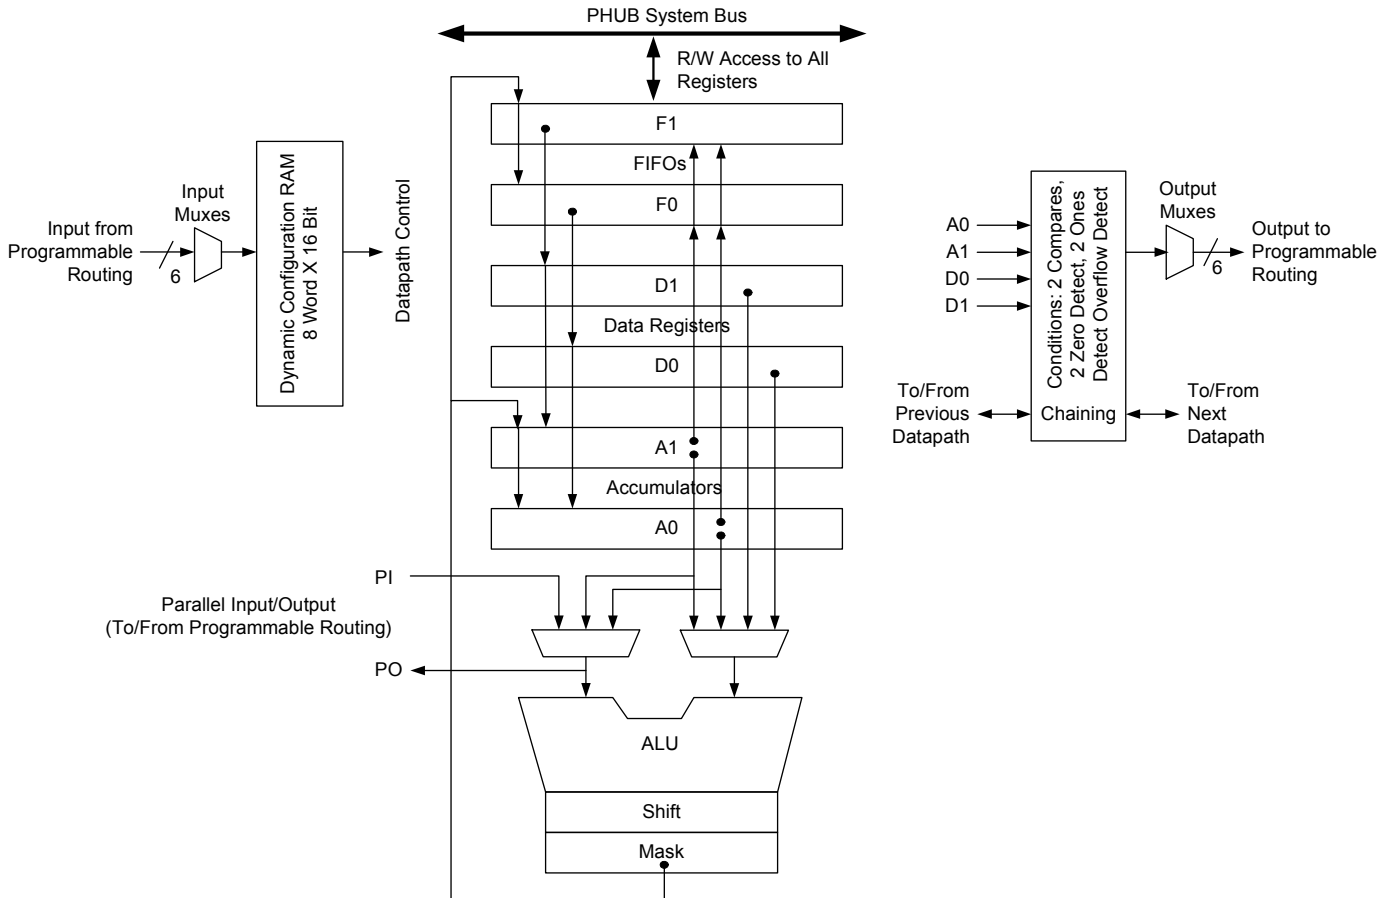 PHUB System Bus
R/W Access to All
Registers
F1
FIFOs
F0
D1
Data Registers
D0
A1
Accumulators
A0
Input from
Programmable
Routing
6
Input
Muxes
Dynamic Configuration RAM
8 Word X 16 Bit
Datapath Control
PI
Parallel Input/Output
(To/From Programmable Routing)
PO
ALU
Shift
Mask
A0
A1
D0
D1
Conditions: 2 Compares,
2 Zero Detect, 2 Ones
Detect Overflow Detect
Chaining
To/From
Previous
Datapath
To/From
Next
Datapath
Output
Muxes
6
Output to
Programmable
Routing